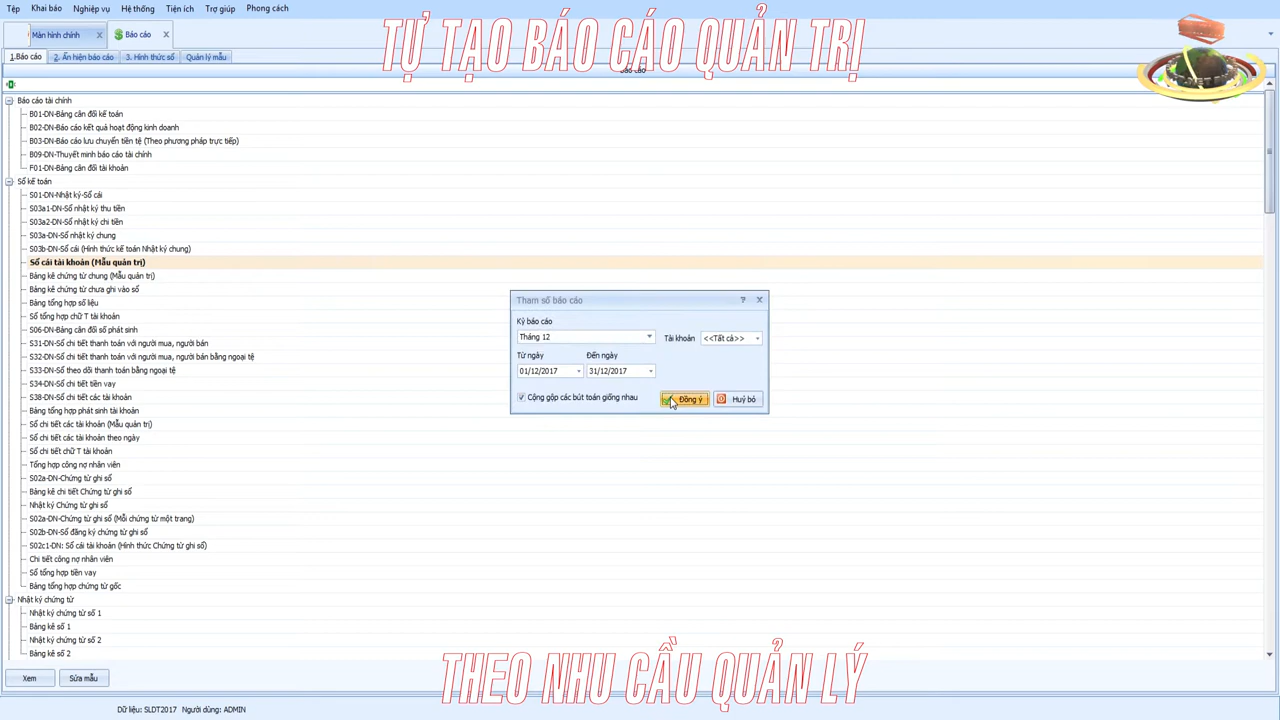 Tệp Khai báo Nghiệp vụ Hệ thống Tiện ích Trợ giúp Phong cách
Màn hình chính Báo cáo
TỰ TẠO BÁO CÁO QUẢN TRỊ
1.Báo cáo 2. Ẩn hiện báo cáo 3. Hình thức sổ Quản lý mẫu
Báo cáo
Báo cáo tài chính
B01-DN-Bảng cân đối kế toán
B02-DN-Báo cáo kết quả hoạt động kinh doanh
B03-DN-Báo cáo lưu chuyển tiền tệ (Theo phương pháp trực tiếp)
B09-DN-Thuyết minh báo cáo tài chính
F01-DN-Bảng cân đối tài khoản
Sổ kế toán
S01-DN-Nhật ký-Sổ cái
S03a1-DN-Sổ nhật ký thu tiền
S03a2-DN-Sổ nhật ký chi tiền
S03a-DN-Sổ nhật ký chung
S03b-DN-Sổ cái (Hình thức kế toán Nhật ký chung)
Sổ cái tài khoản (Mẫu quản trị)
Bảng kê chứng từ chung (Mẫu quản trị)
Bảng kê chứng từ chưa ghi vào sổ
Bảng tổng hợp số liệu
Sổ tổng hợp chữ T tài khoản
S06-DN-Bảng cân đối số phát sinh
S31-DN-Sổ chi tiết thanh toán với người mua, người bán
S32-DN-Sổ chi tiết thanh toán với người mua, người bán bằng ngoại tệ
S33-DN-Sổ theo dõi thanh toán bằng ngoại tệ
S34-DN-Sổ chi tiết tiền vay
S38-DN-Sổ chi tiết các tài khoản
Bảng tổng hợp phát sinh tài khoản
Sổ chi tiết các tài khoản (Mẫu quản trị)
Sổ chi tiết các tài khoản theo ngày
Sổ chi tiết chữ T tài khoản
Tổng hợp công nợ nhân viên
S02a-DN-Chứng từ ghi sổ
Bảng kê chi tiết Chứng từ ghi sổ
Nhật ký Chứng từ ghi sổ
S02a-DN-Chứng từ ghi sổ (Mỗi chứng từ một trang)
S02b-DN-Sổ đăng ký chứng từ ghi sổ
S02c1-DN: Sổ cái tài khoản (Hình thức Chứng từ ghi sổ)
Chi tiết công nợ nhân viên
Sổ tổng hợp tiền vay
Bảng tổng hợp chứng từ gốc
Nhật ký chứng từ
Nhật ký chứng từ số 1
Bảng kê số 1
Nhật ký chứng từ số 2
Bảng kê số 2
Tham số báo cáo
Kỳ báo cáo
Tháng 12 Tài khoản <<Tất cả>>
Từ ngày Đến ngày
01/12/2017 31/12/2017
Cộng gộp các bút toán giống nhau Đồng ý Huỷ bỏ
THEO NHU CẦU QUẢN LÝ
Xem Sửa mẫu
Dữ liệu: SLDT2017 Người dùng: ADMIN